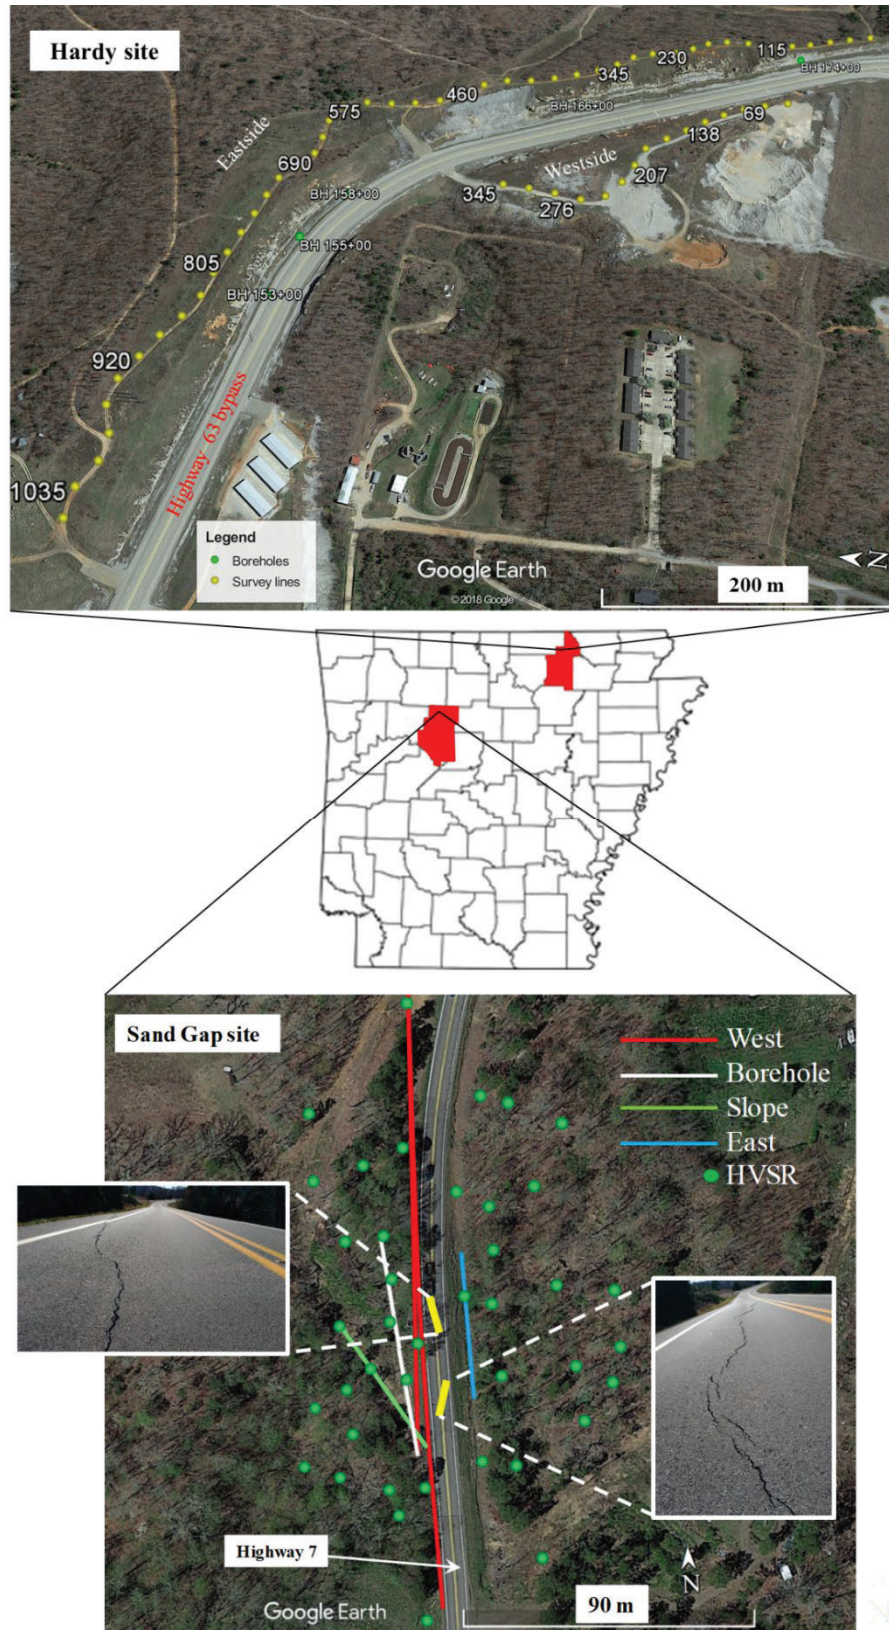 Hardy site
115
230
345
460
575
690
805
920
1035
BH 174+00
BH 166+00
BH 158+00
BH 155+00
BH 153+00
Eastside
Westside
69
138
207
276
345
Highway 63 bypass
Legend
Boreholes
Survey lines
Google Earth
© 2018 Google
200 m
N
Sand Gap site
West
Borehole
Slope
East
HVSR
Highway 7
Google Earth
90 m
N